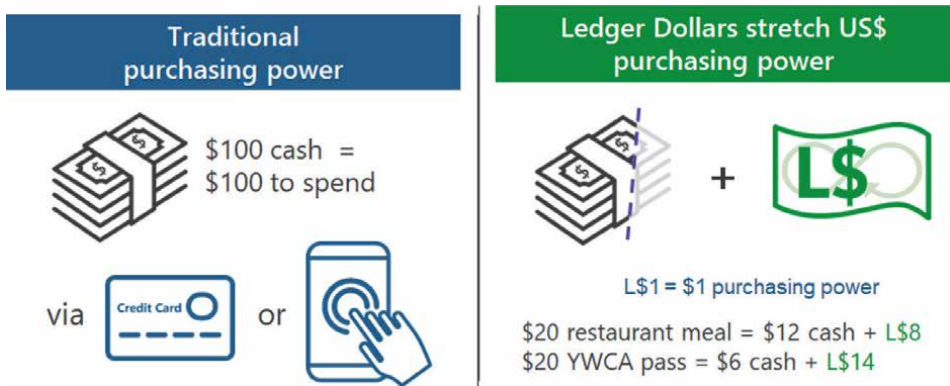 Traditional
purchasing power
$100 cash =
$100 to spend
via
Credit Card
or
Ledger Dollars stretch US$
purchasing power
$
$
+
L$
L$1 = $1 purchasing power
$20 restaurant meal = $12 cash + L$8
$20 YWCA pass = $6 cash + L$14